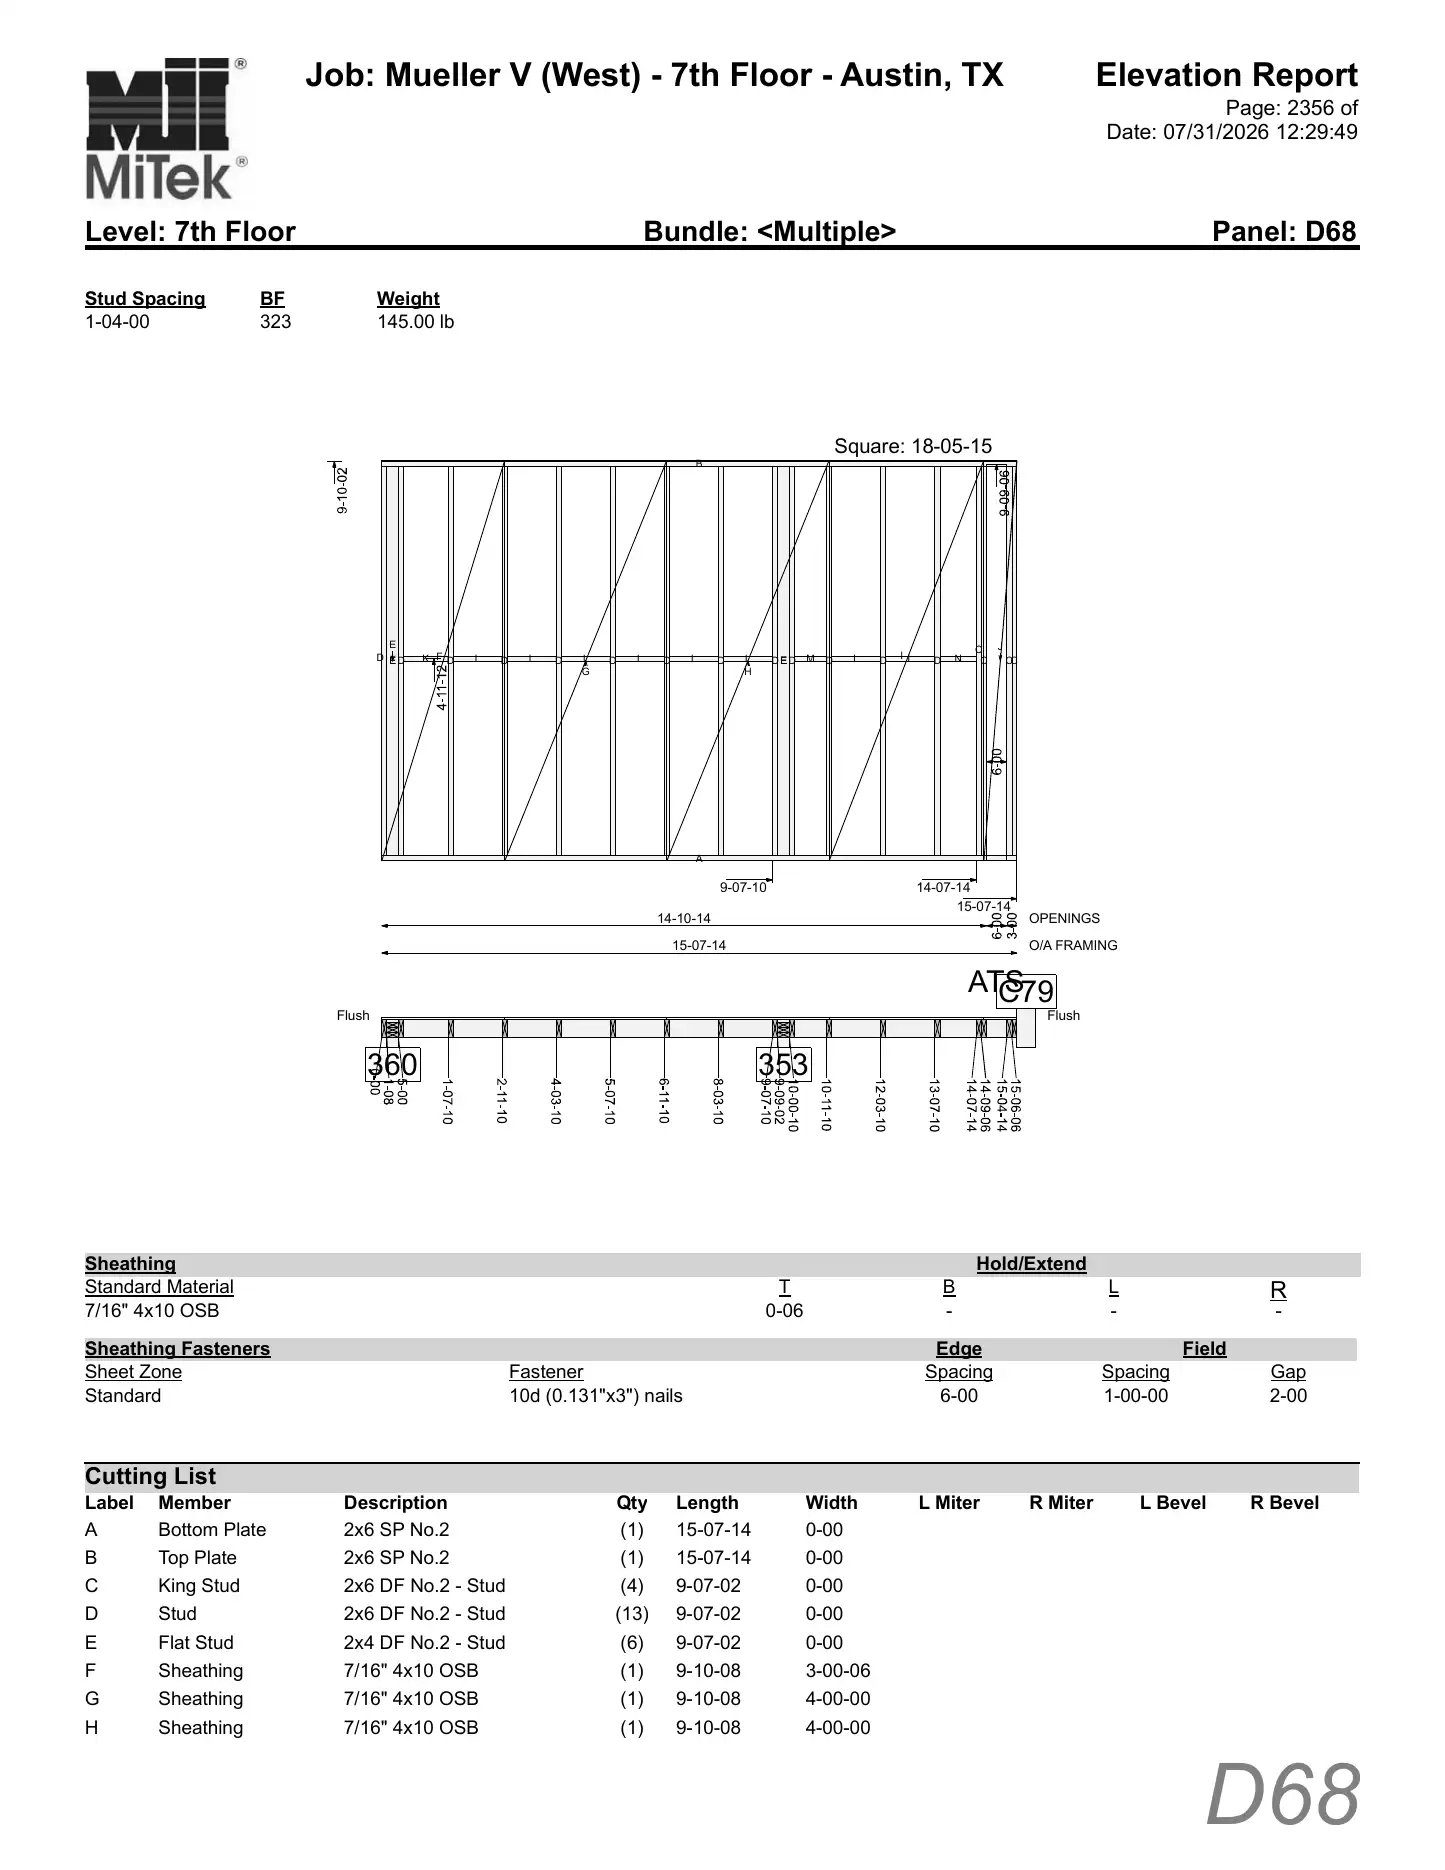 Job: Mueller V (West) - 7th Floor - Austin, TX
Elevation Report
Page: 2356 of
Date: 07/31/2026 12:29:49
MiTek®
Level: 7th Floor Bundle: <Multiple> Panel: D68
Stud Spacing BF Weight
1-04-00 323 145.00 lb
Square: 18-05-15
9-10-02
B
9-09-06
E
D E K F I I I I I I E M I I I N C D
4-11-12
G H
6-00
A
9-07-10 14-07-14
15-07-14
14-10-14 6-00 3-00 OPENINGS
15-07-14 O/A FRAMING
ATS
C79
Flush Flush
360 353
0-00 1-08 5-00 1-07-10 2-11-10 4-03-10 5-07-10 6-11-10 8-03-10 9-07-10 9-09-02 10-00-10 10-11-10 12-03-10 13-07-10 14-07-14 14-09-06 15-04-14 15-06-06
Sheathing Hold/Extend
Standard Material T B L R
7/16" 4x10 OSB 0-06 - - -
Sheathing Fasteners Edge Field
Sheet Zone Fastener Spacing Spacing Gap
Standard 10d (0.131"x3") nails 6-00 1-00-00 2-00
Cutting List
Label Member Description Qty Length Width L Miter R Miter L Bevel R Bevel
A Bottom Plate 2x6 SP No.2 (1) 15-07-14 0-00
B Top Plate 2x6 SP No.2 (1) 15-07-14 0-00
C King Stud 2x6 DF No.2 - Stud (4) 9-07-02 0-00
D Stud 2x6 DF No.2 - Stud (13) 9-07-02 0-00
E Flat Stud 2x4 DF No.2 - Stud (6) 9-07-02 0-00
F Sheathing 7/16" 4x10 OSB (1) 9-10-08 3-00-06
G Sheathing 7/16" 4x10 OSB (1) 9-10-08 4-00-00
H Sheathing 7/16" 4x10 OSB (1) 9-10-08 4-00-00
D68